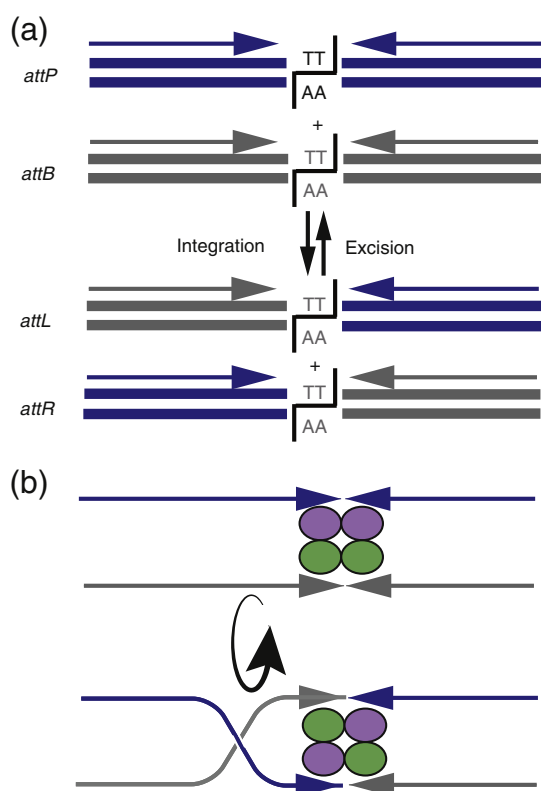 (a)
attP
TT
AA
+
attB
TT
AA
Integration
Excision
attL
TT
AA
+
attR
TT
AA
(b)